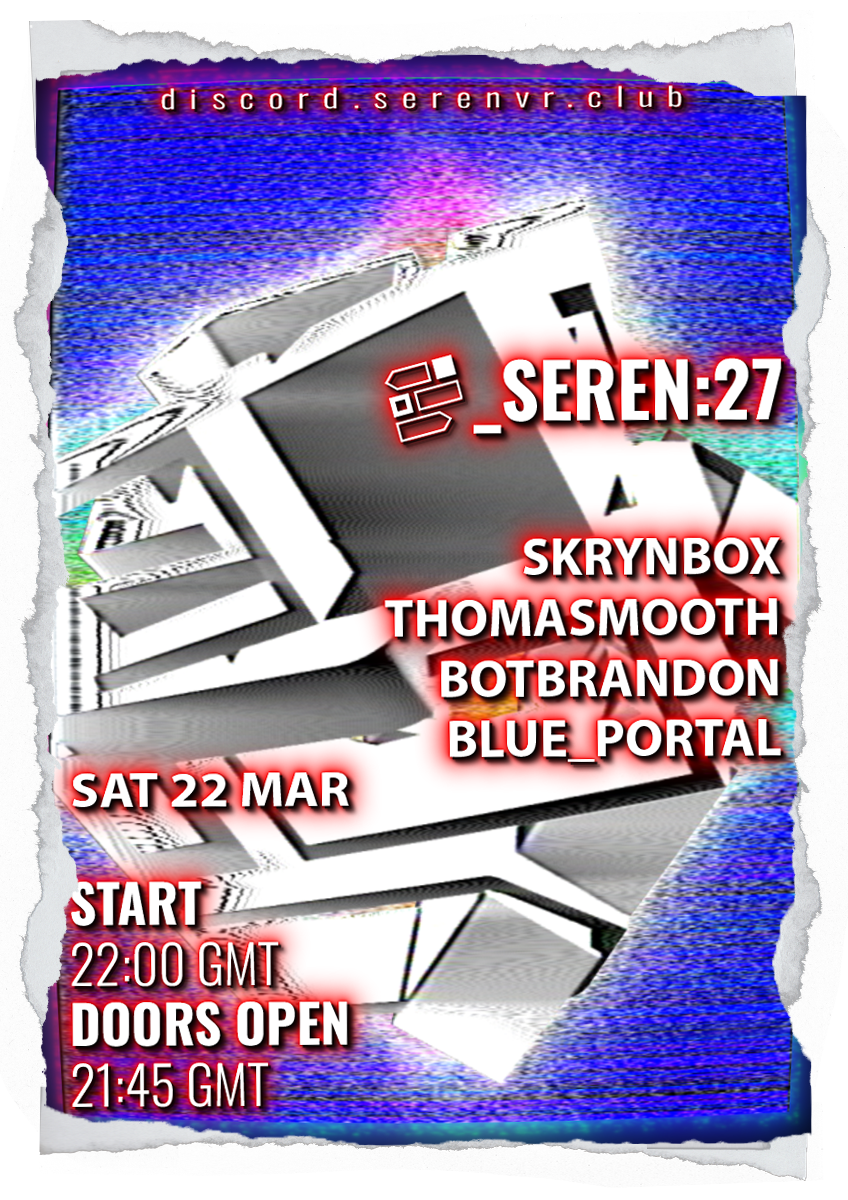 discord.serenvr.club
_SEREN:27
SKRYNBOX
THOMASMOOTH
BOTBRANDON
BLUE_PORTAL
SAT 22 MAR
START
22:00 GMT
DOORS OPEN
21:45 GMT